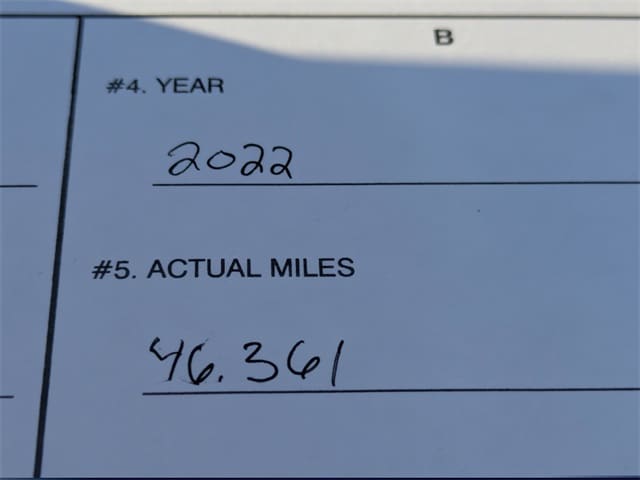 B
#4. YEAR
2022
#5. ACTUAL MILES
46.361